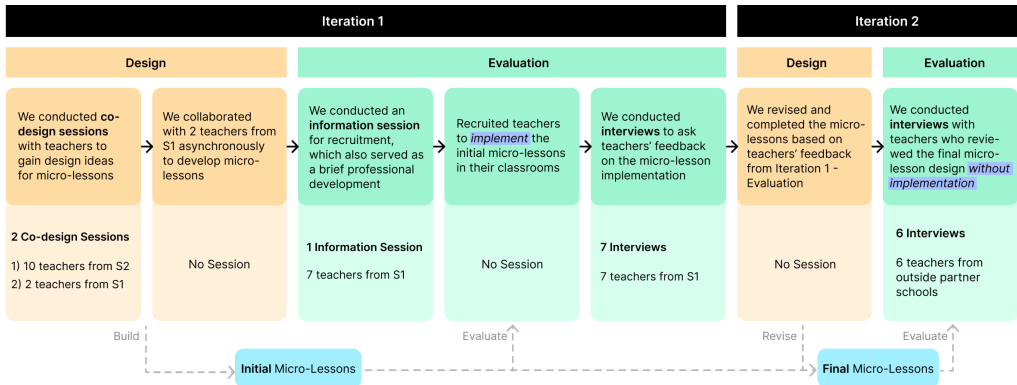 Iteration 1
Iteration 2
Design
Evaluation
Design
Evaluation
We conducted co-
design sessions
with teachers to
gain design ideas
for micro-lessons
We collaborated
with 2 teachers from
S1 asynchronously
to develop micro-
lessons
We conducted an
information session
for recruitment,
which also served as
a brief professional
development
Recruited teachers
to implement the
initial micro-lessons
in their classrooms
We conducted
interviews to ask
teachers' feedback
on the micro-lesson
implementation
We revised and
completed the micro-
lessons based on
teachers' feedback
from Iteration 1 -
Evaluation
We conducted
interviews with
teachers who revie-
wed the final micro-
lesson design without
implementation
2 Co-design Sessions
1) 10 teachers from S2
2) 2 teachers from S1
No Session
1 Information Session
7 teachers from S1
No Session
7 Interviews
7 teachers from S1
No Session
6 Interviews
6 teachers from
outside partner
schools
Build
Evaluate
Revise
Evaluate
Initial Micro-Lessons
Final Micro-Lessons